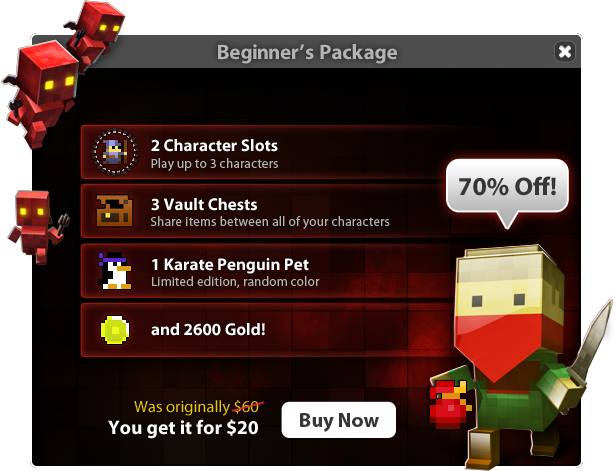 Beginner's Package
2 Character Slots
Play up to 3 characters
3 Vault Chests
Share items between all of your characters
70% Off!
1 Karate Penguin Pet
Limited edition, random color
and 2600 Gold!
Was originally $60
You get it for $20
Buy Now